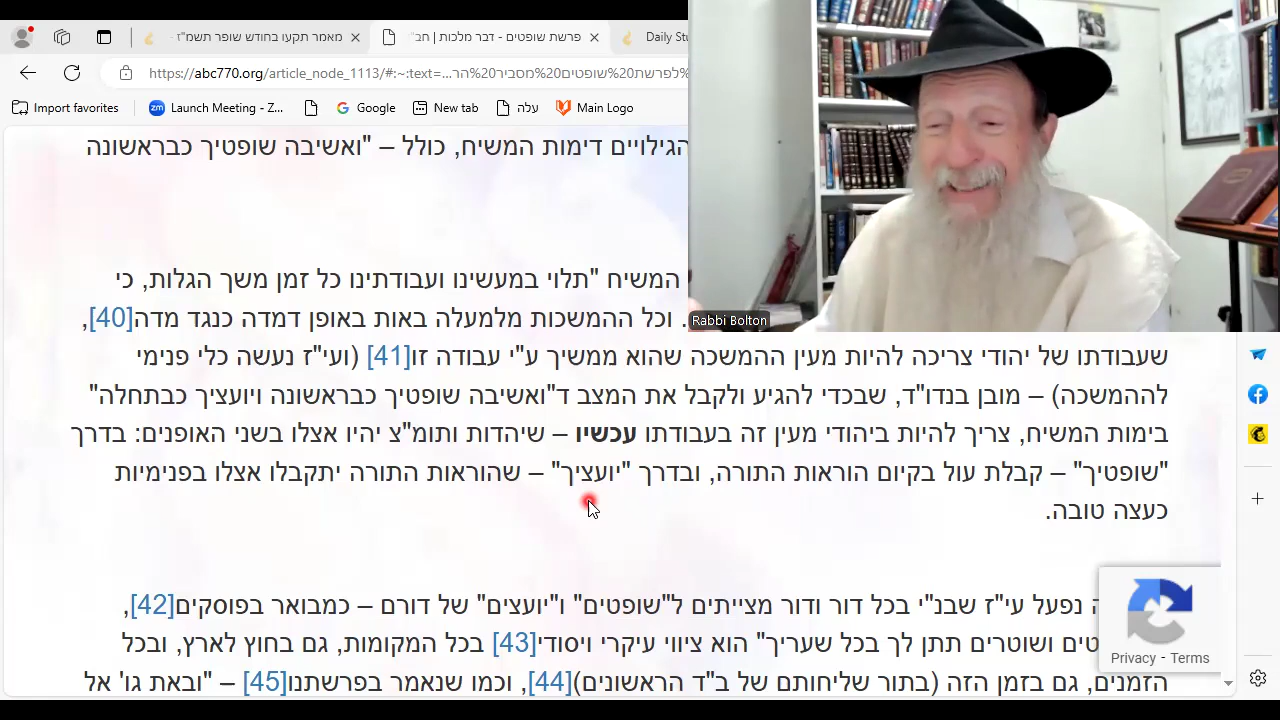 מאמר תקעו בחודש שופר תשמ"ז -
פרשת שופטים - דבר מלכות | חב"
Daily Stu
https://abc770.org/article_node_1113/#:~:text=...לפרשת%20שופטים%20מסביר%20הר
Import favorites
Launch Meeting - Z...
Google
New tab
עלה
Main Logo
הגילויים דימות המשיח, כולל – "ואשיבה שופטיך כבראשונה
המשיח "תלוי במעשינו ועבודתינו כל זמן משך הגלות, כי
Rabbi Bolton
. וכל ההמשכות מלמעלה באות באופן דמדה כנגד מדה[40],
שעבודתו של יהודי צריכה להיות מעין ההמשכה שהוא ממשיך ע"י עבודה זו[41] (ועי"ז נעשה כלי פנימי
לההמשכה) – מובן בנדו"ד, שבכדי להגיע ולקבל את המצב ד"ואשיבה שופטיך כבראשונה ויועציך כבתחלה"
בימות המשיח, צריך להיות ביהודי מעין זה בעבודתו עכשיו – שיהדות ותומ"צ יהיו אצלו בשני האופנים: בדרך
"שופטיך" – קבלת עול בקיום הוראות התורה, ובדרך "יועציך" – שהוראות התורה יתקבלו אצלו בפנימיות
כעצה טובה.
ה נפעל עי"ז שבנ"י בכל דור ודור מצייתים ל"שופטים" ו"יועצים" של דורם – כמבואר בפוסקים[42],
טים ושוטרים תתן לך בכל שעריך" הוא ציווי עיקרי ויסודי[43] בכל המקומות, גם בחוץ לארץ, ובכל
הזמנים, גם בזמן הזה (בתור שליחותם של ב"ד הראשונים)[44], וכמו שנאמר בפרשתנו[45] – "ובאת גו' אל
Privacy - Terms